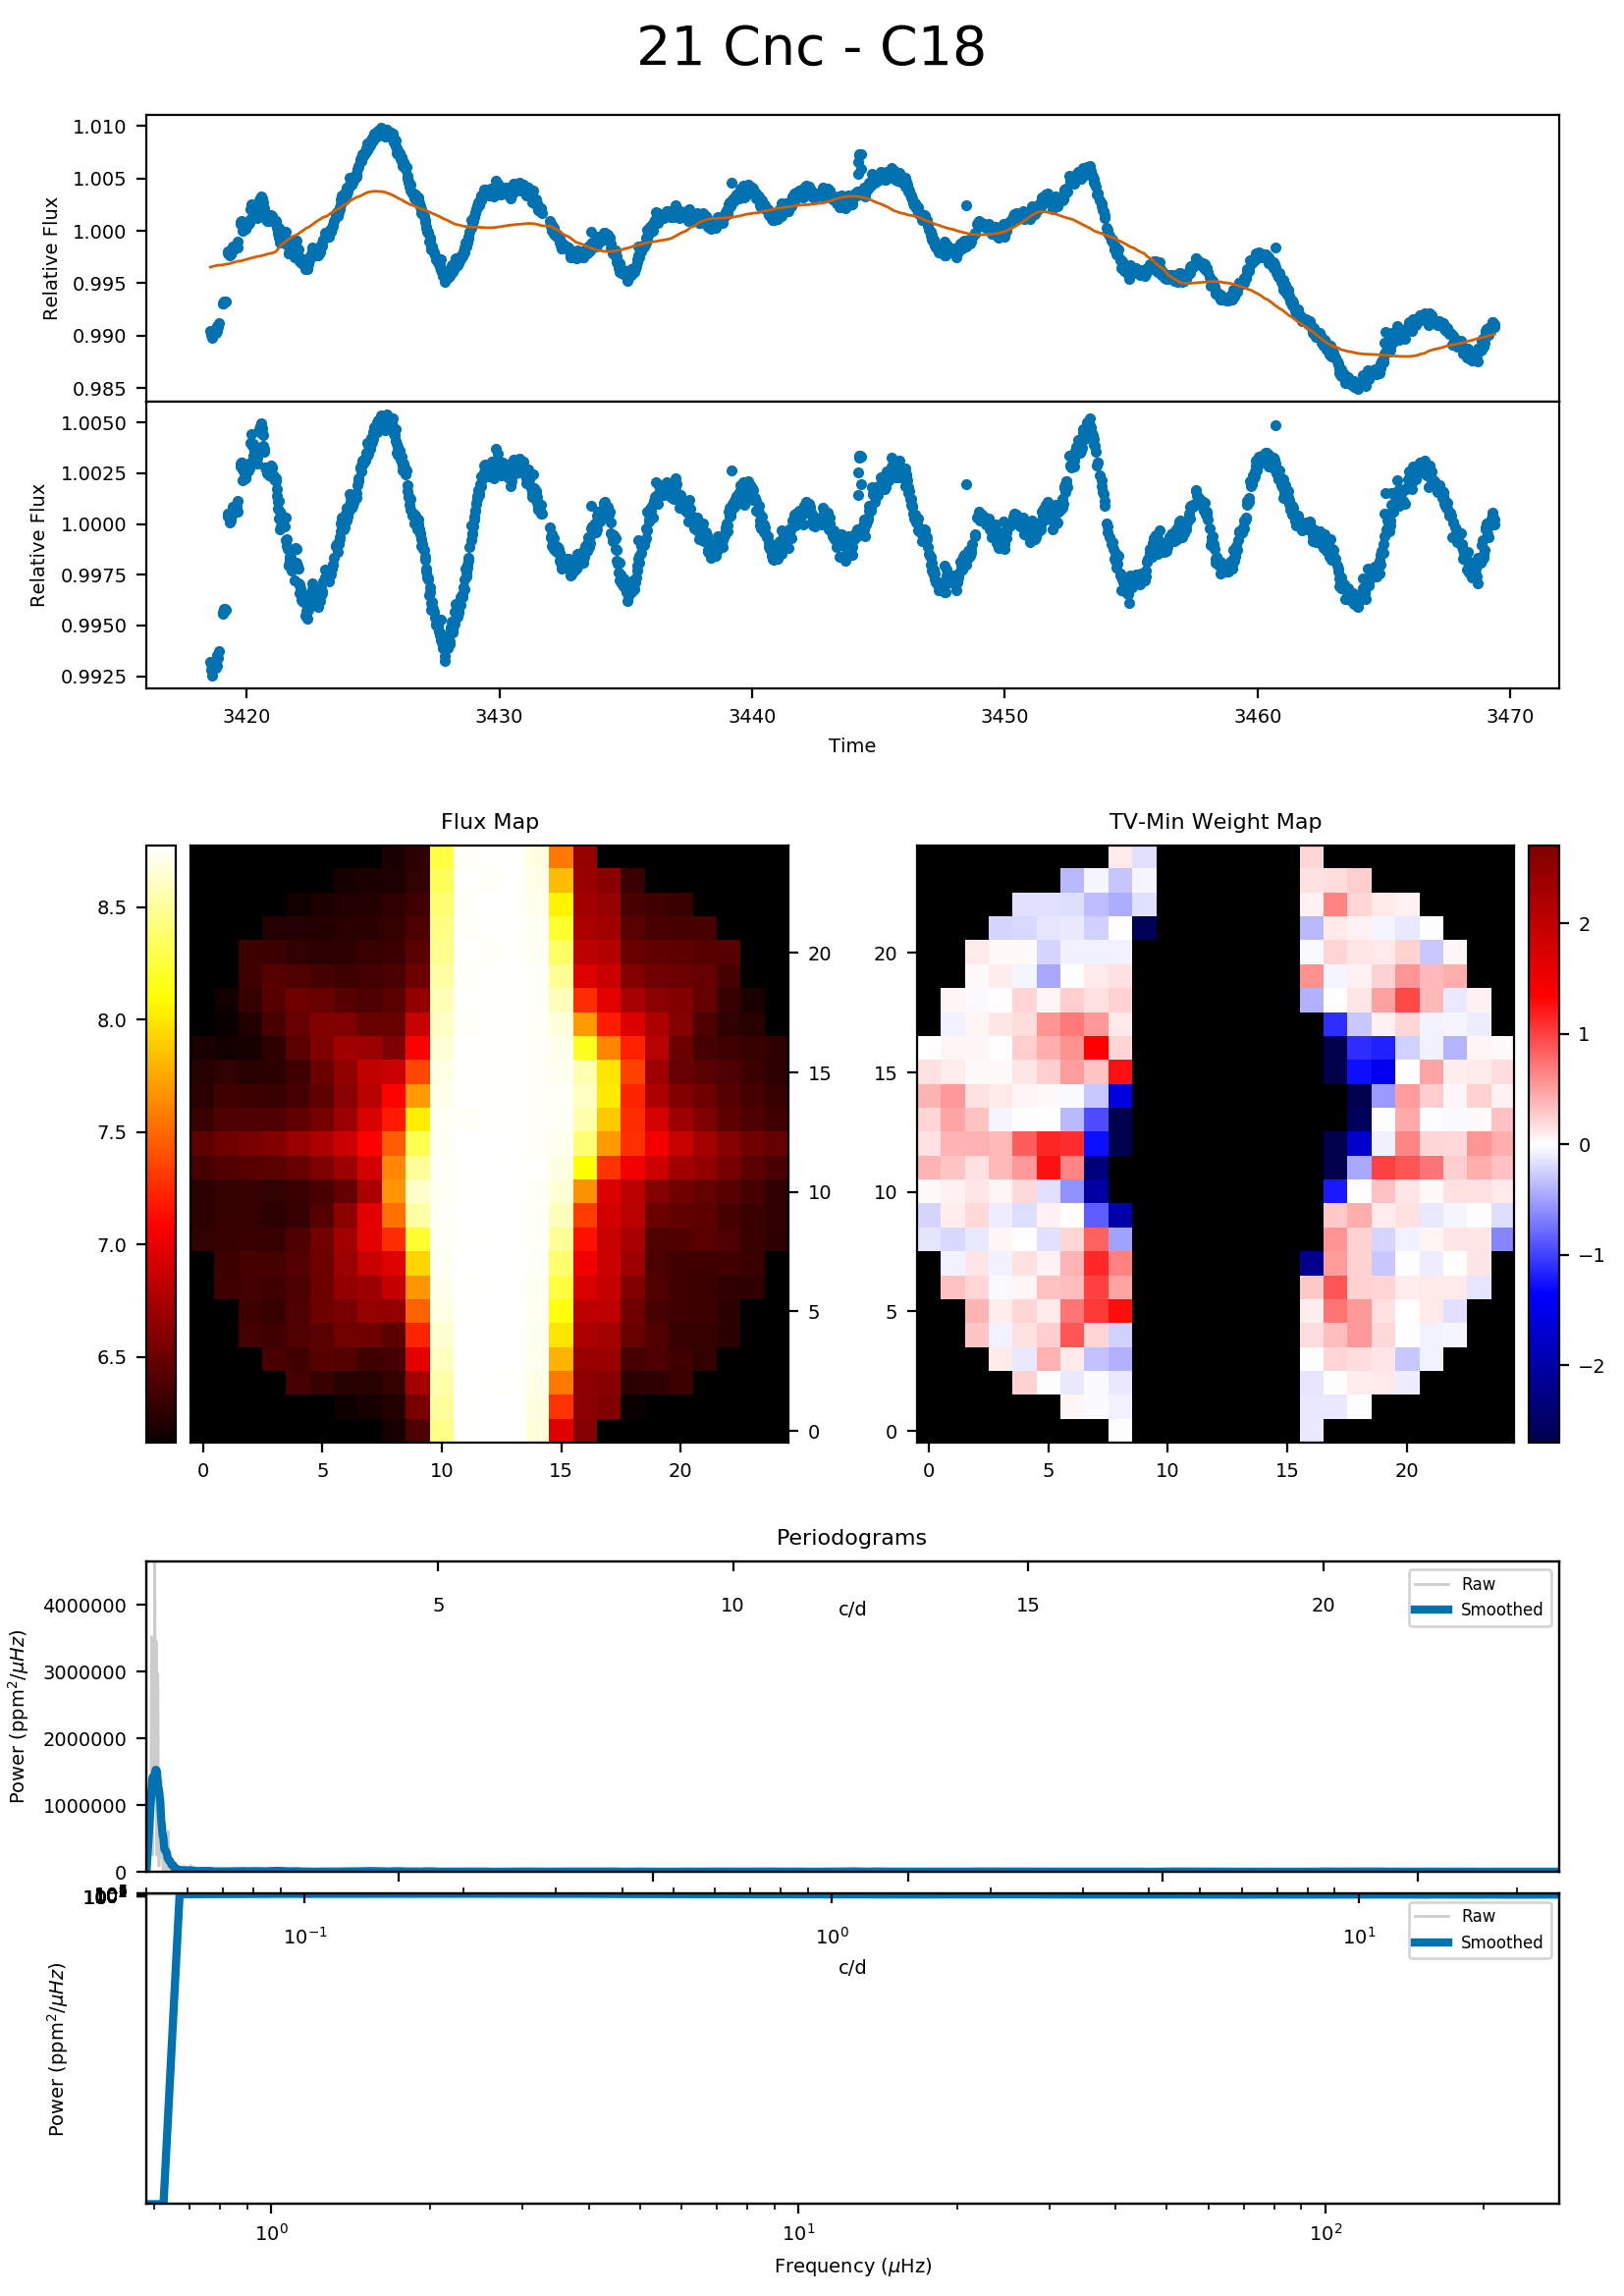 21 Cnc - C18
1.010
1.005
1.000
0.995
0.990
0.985
Relative Flux
1.0050
1.0025
1.0000
0.9975
0.9950
0.9925
Relative Flux
3420 3430 3440 3450 3460 3470
Time
Flux Map
8.5
8.0
7.5
7.0
6.5
20
15
10
5
0
0 5 10 15 20
TV-Min Weight Map
20
15
10
5
0
0 5 10 15 20
2
1
0
−1
−2
Periodograms
4000000
3000000
2000000
1000000
0
Power (ppm²/μHz)
5 10 15 20
c/d
Raw
Smoothed
10⁻¹ 10⁰ 10¹
c/d
Raw
Smoothed
Power (ppm²/μHz)
10⁰ 10¹ 10²
Frequency (μHz)